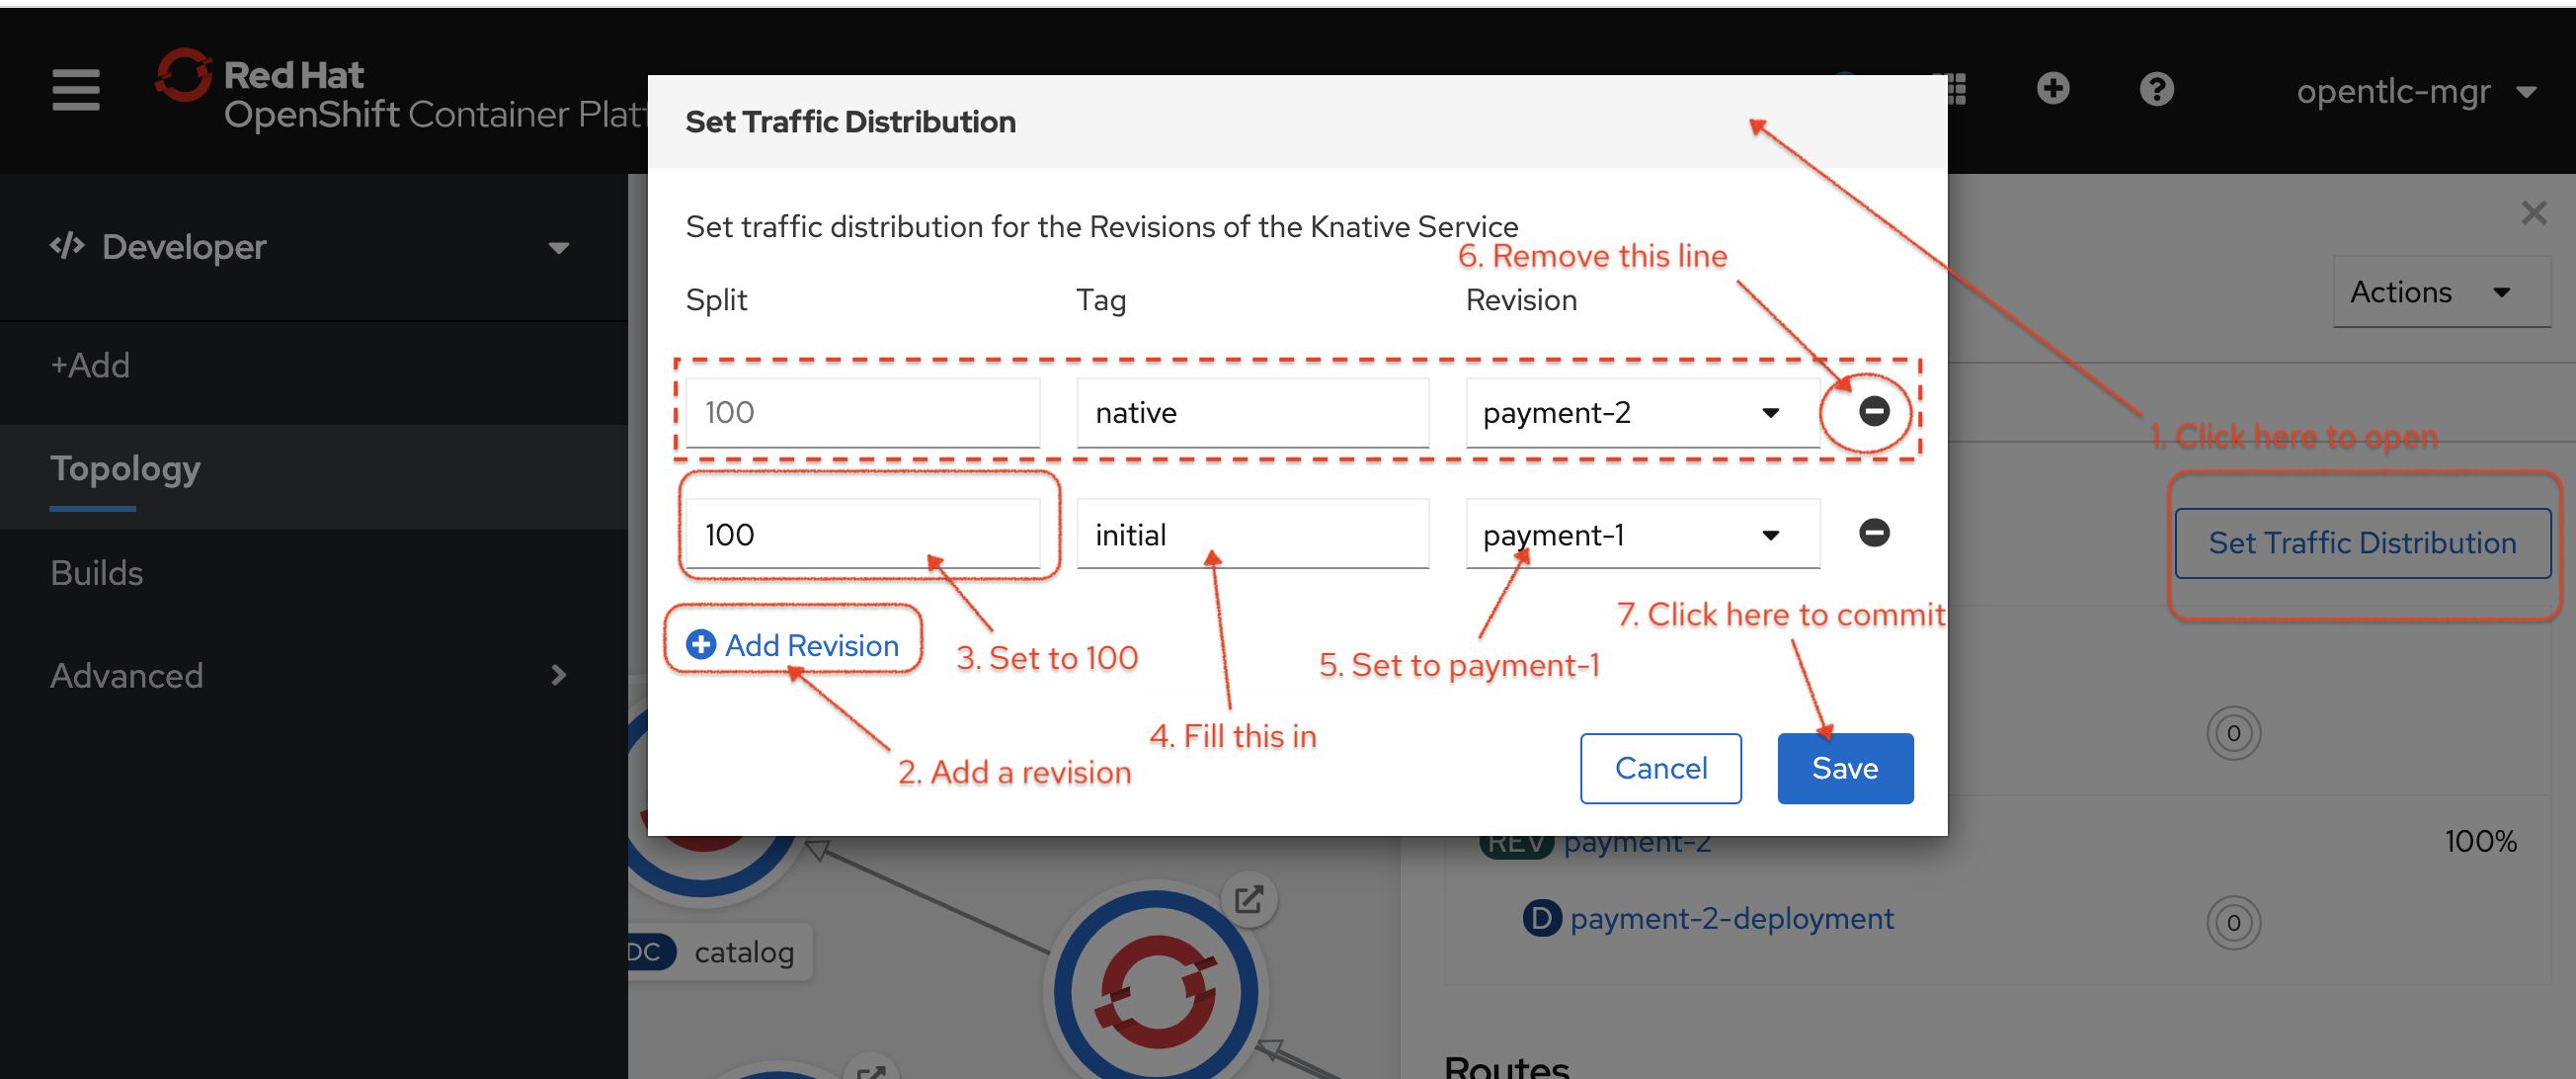 Red Hat
OpenShift Container Platf
opentlc-mgr
Developer
+Add
Topology
Builds
Advanced
Set Traffic Distribution
Set traffic distribution for the Revisions of the Knative Service
6. Remove this line
Split Tag Revision
100 native payment-2
100 initial payment-1
Add Revision
3. Set to 100
5. Set to payment-1
7. Click here to commit
4. Fill this in
2. Add a revision
Cancel Save
Actions
1. Click here to open
Set Traffic Distribution
0
REV payment-2 100%
D payment-2-deployment 0
DC catalog
Routes